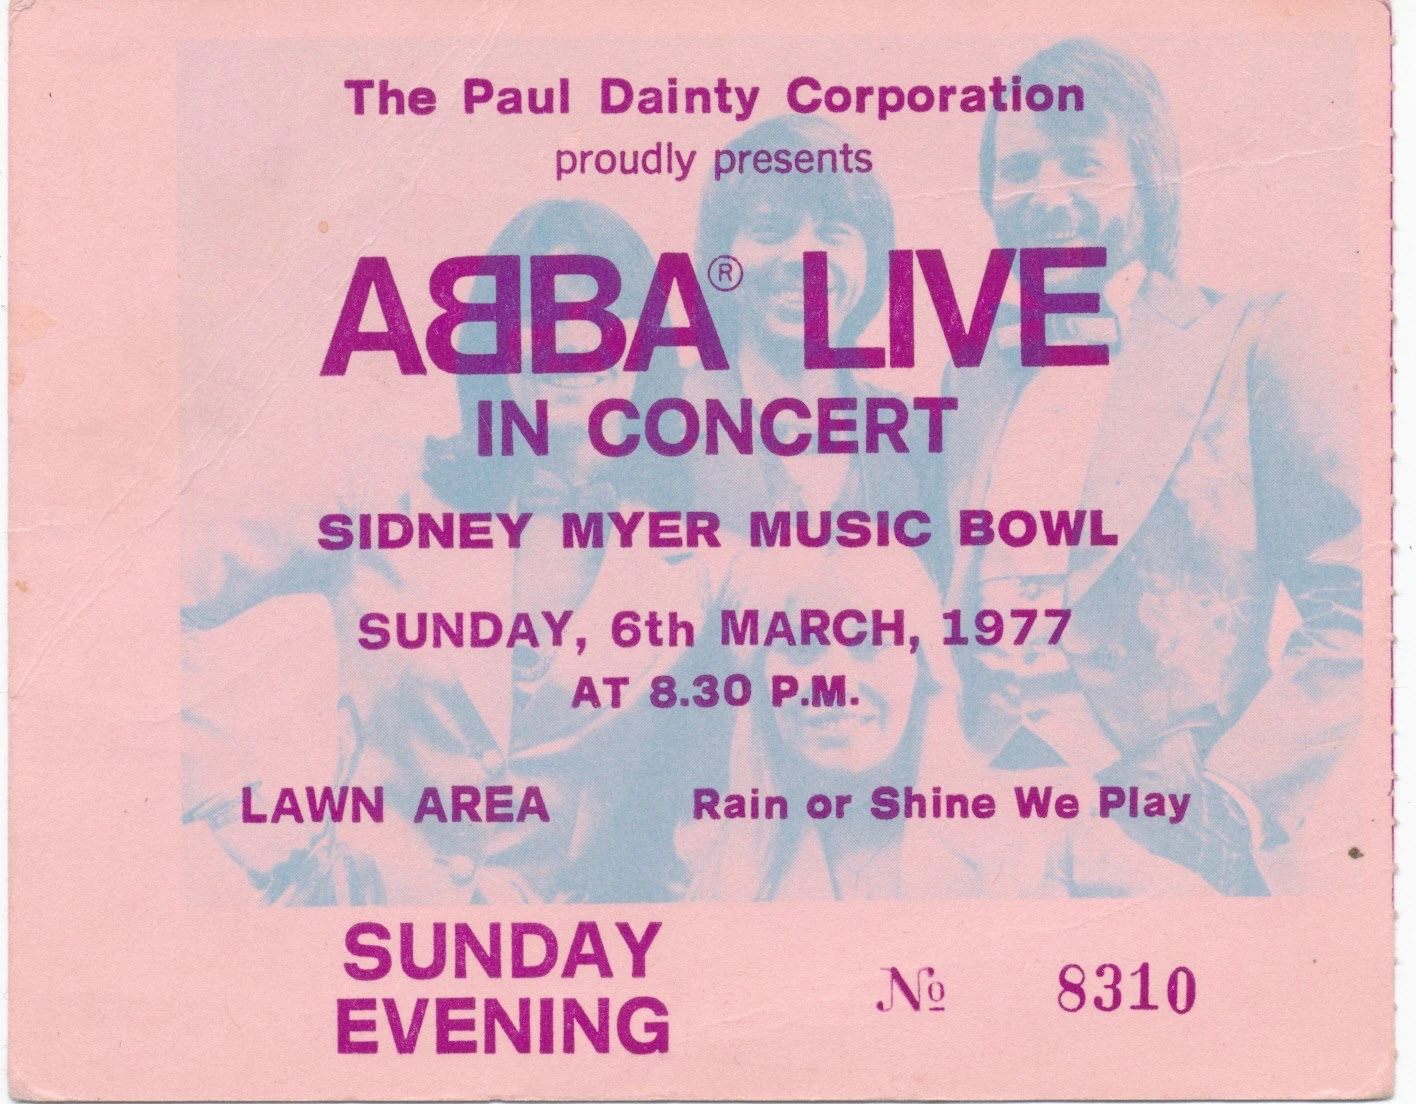 The Paul Dainty Corporation
proudly presents
ABBA® LIVE
IN CONCERT
SIDNEY MYER MUSIC BOWL
SUNDAY, 6th MARCH, 1977
AT 8.30 P.M.
LAWN AREA Rain or Shine We Play
SUNDAY
EVENING
№ 8310